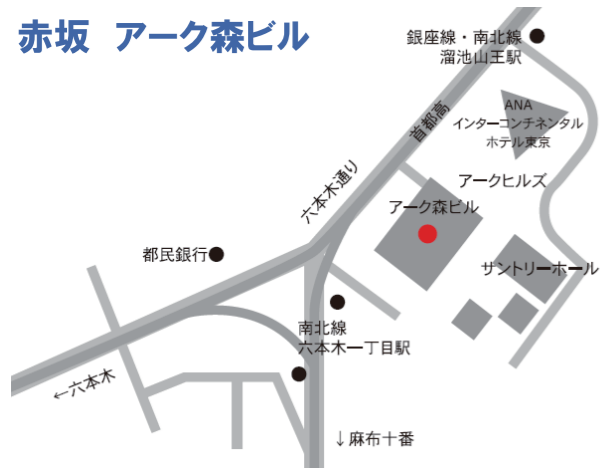 赤坂 アーク森ビル
銀座線・南北線
溜池山王駅
ANA
インターコンチネンタル
ホテル東京
首都高
アークヒルズ
六本木通り
アーク森ビル
都民銀行
サントリーホール
南北線
六本木一丁目駅
←六本木
↓麻布十番